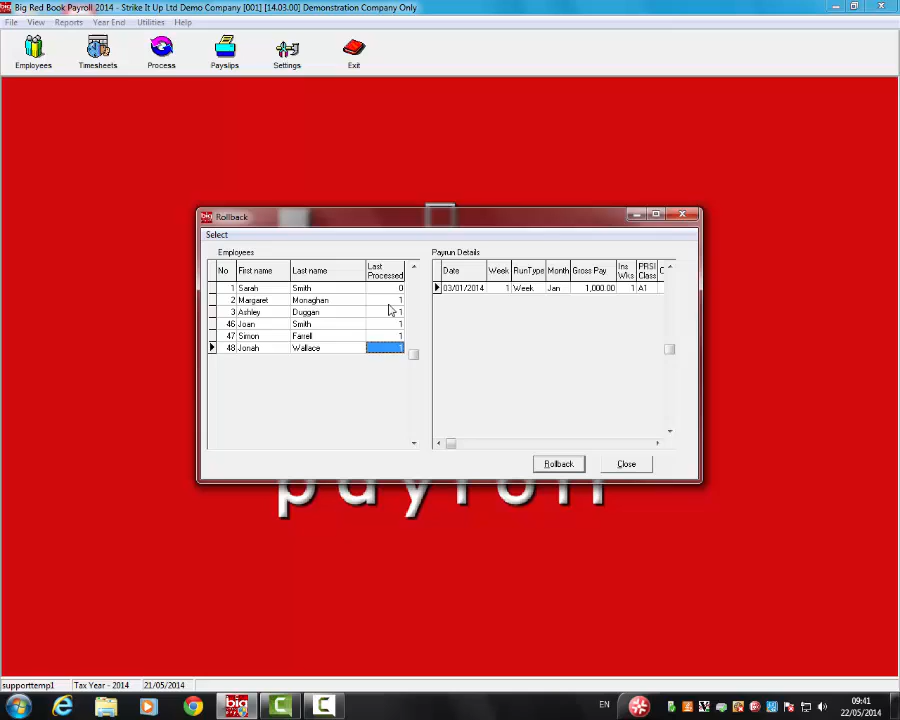 Big Red Book Payroll 2014 - Strike It Up Ltd Demo Company [001] [14.03.00] Demonstration Company Only
File View Reports Year End Utilities Help
Employees Timesheets Process Payslips Settings Exit
Rollback
Select
Employees Payrun Details
No First name Last name Last Processed Date Week RunType Month Gross Pay Ins Wks PRSI Class
1 Sarah Smith 0 03/01/2014 1 Week Jan 1,000.00 1 A1
2 Margaret Monaghan 1
3 Ashley Duggan 1
46 Joan Smith 1
47 Simon Farrell 1
48 Jonah Wallace 1
Rollback Close
payroll
supporttemp1 Tax Year - 2014 21/05/2014
EN 09:41
22/05/2014